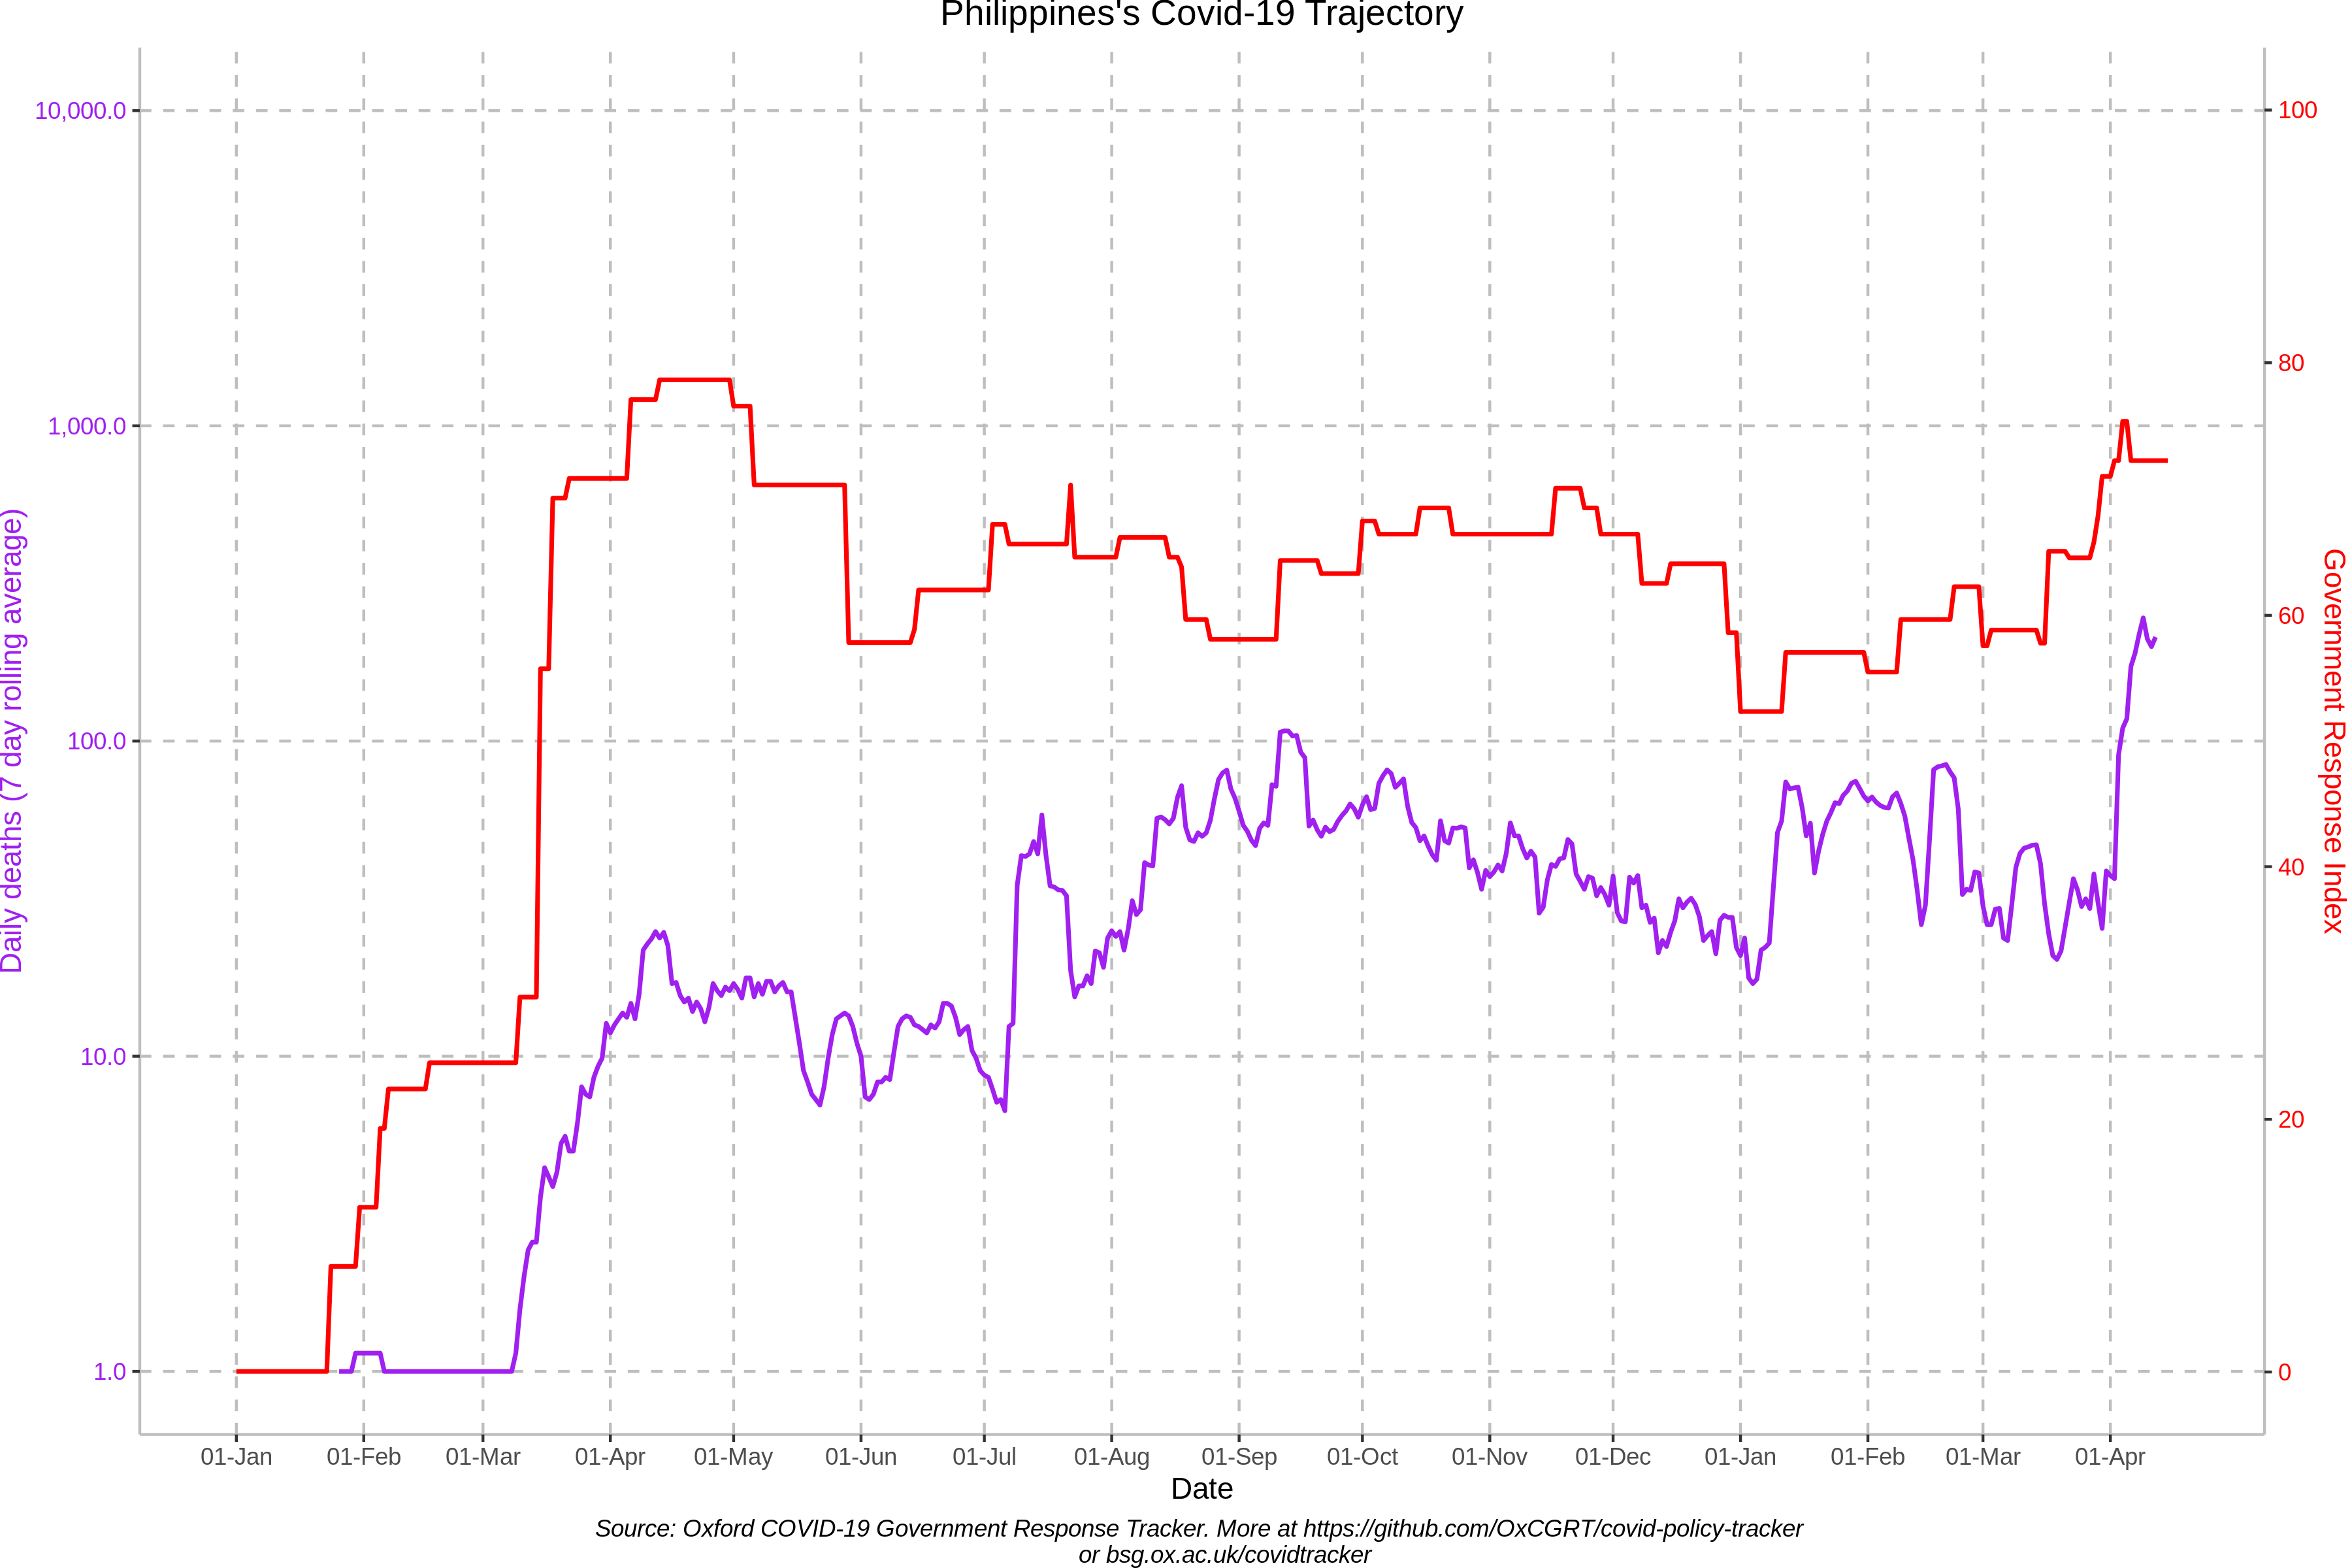 Philippines's Covid-19 Trajectory
10,000.0
1,000.0
100.0
10.0
1.0
Daily deaths (7 day rolling average)
100
80
60
40
20
0
Government Response Index
01-Jan 01-Feb 01-Mar 01-Apr 01-May 01-Jun 01-Jul 01-Aug 01-Sep 01-Oct 01-Nov 01-Dec 01-Jan 01-Feb 01-Mar 01-Apr
Date
Source: Oxford COVID-19 Government Response Tracker. More at https://github.com/OxCGRT/covid-policy-tracker
or bsg.ox.ac.uk/covidtracker